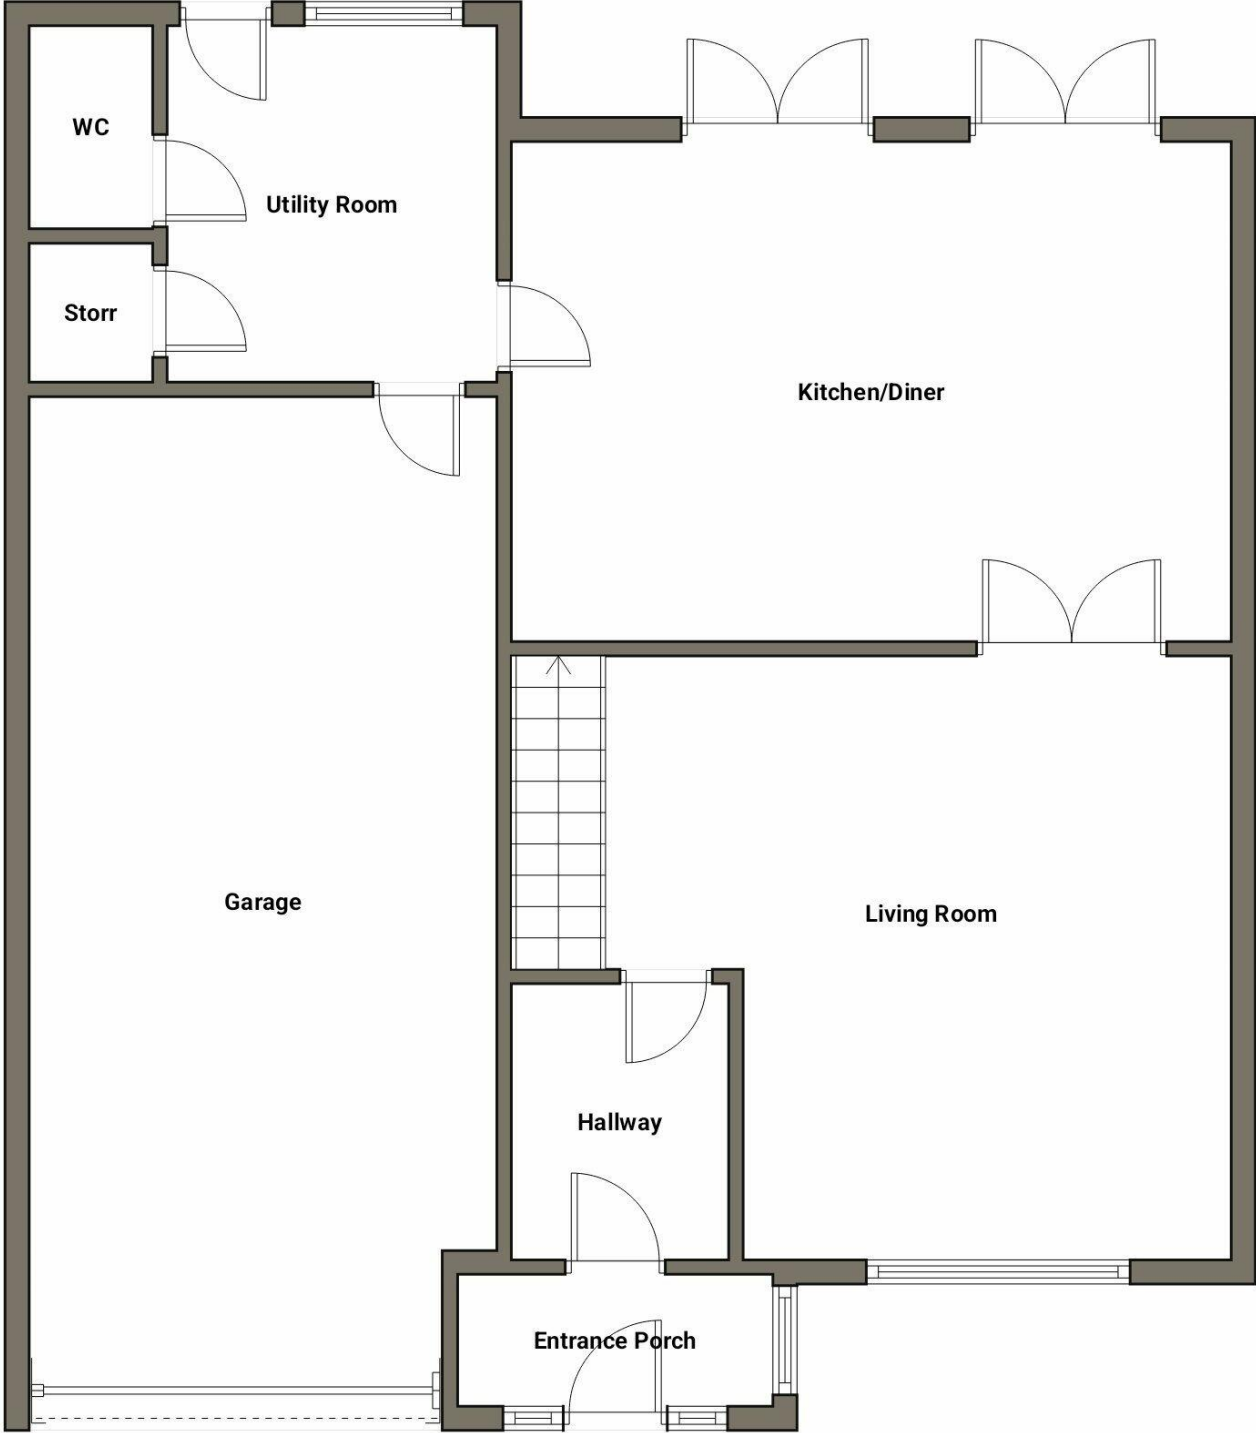 WC
Utility Room
Storr
Kitchen/Diner
Garage
Living Room
Hallway
Entrance Porch